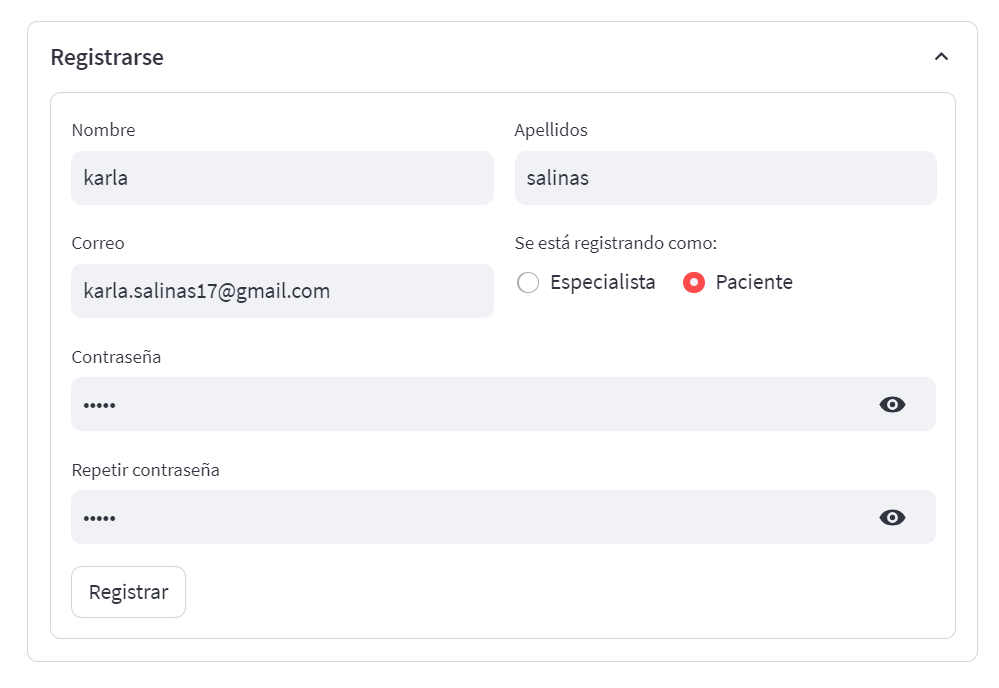 Registrarse
Nombre
Apellidos
karla
salinas
Correo
Se está registrando como:
karla.salinas17@gmail.com
Especialista
Paciente
Contraseña
•••••
Repetir contraseña
•••••
Registrar